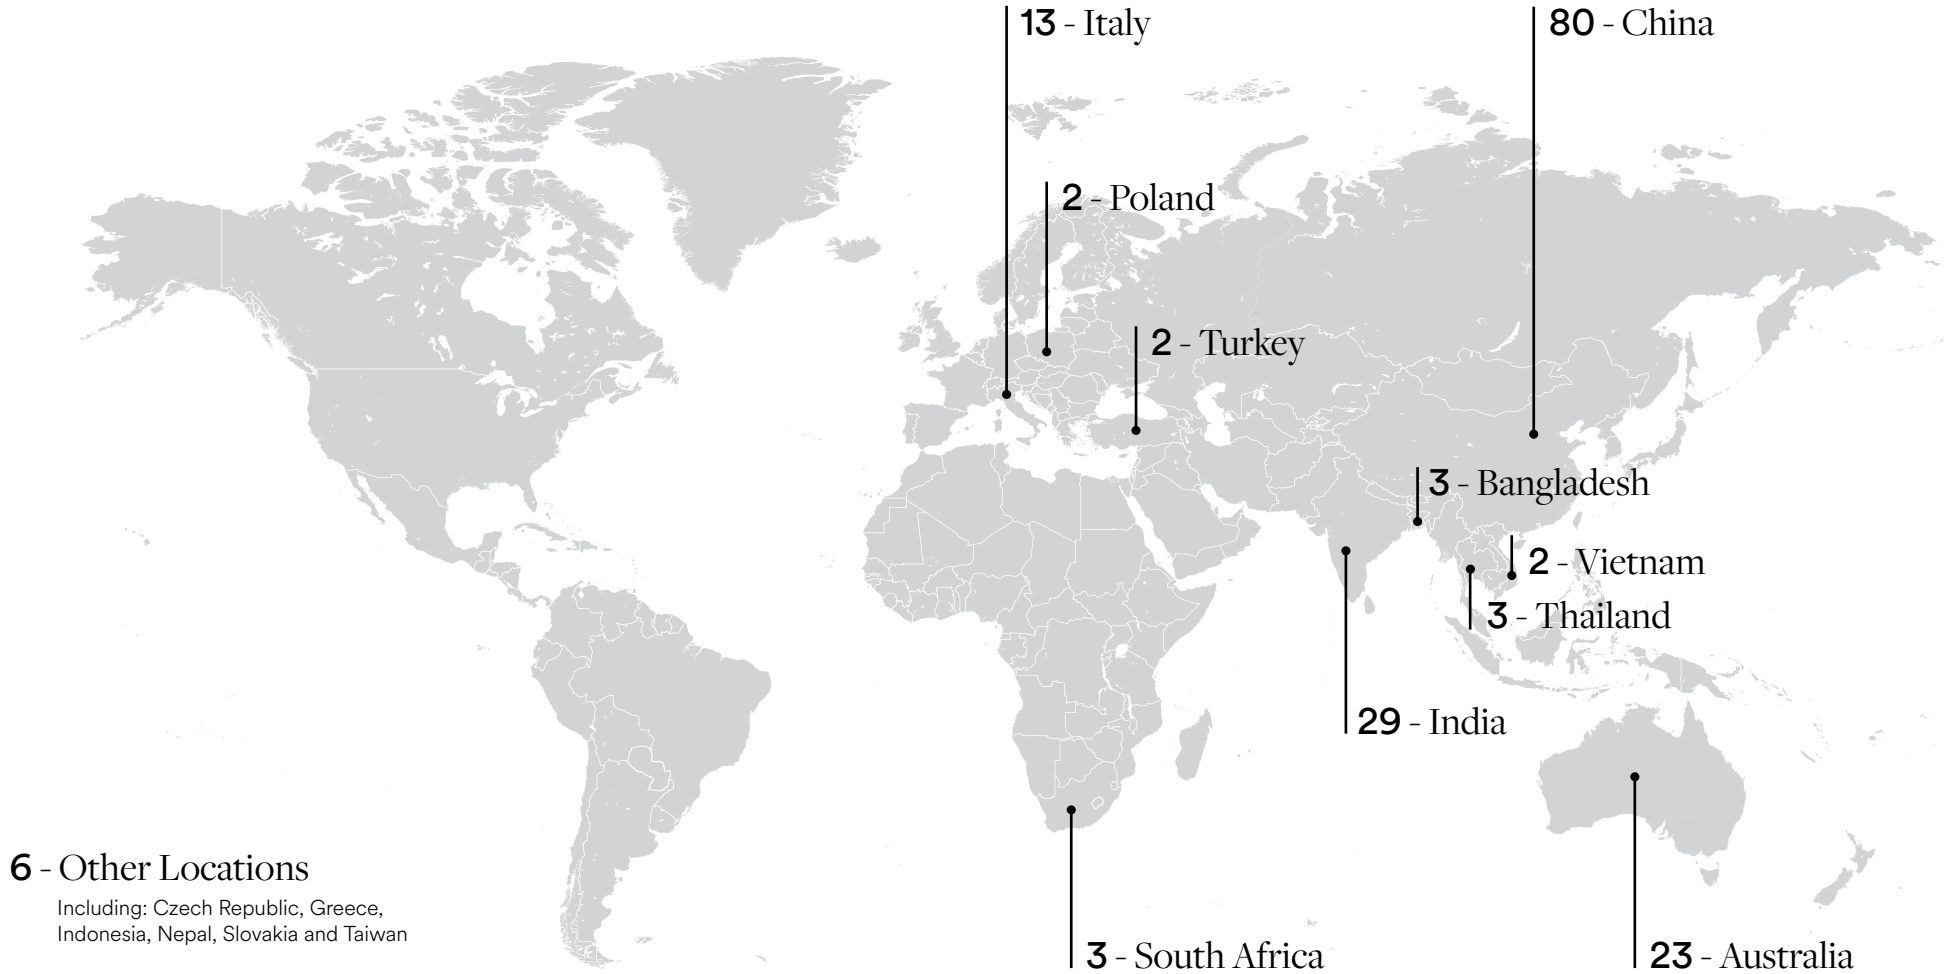 13 - Italy
80 - China
2 - Poland
2 - Turkey
3 - Bangladesh
2 - Vietnam
3 - Thailand
29 - India
6 - Other Locations
Including: Czech Republic, Greece,
Indonesia, Nepal, Slovakia and Taiwan
3 - South Africa
23 - Australia